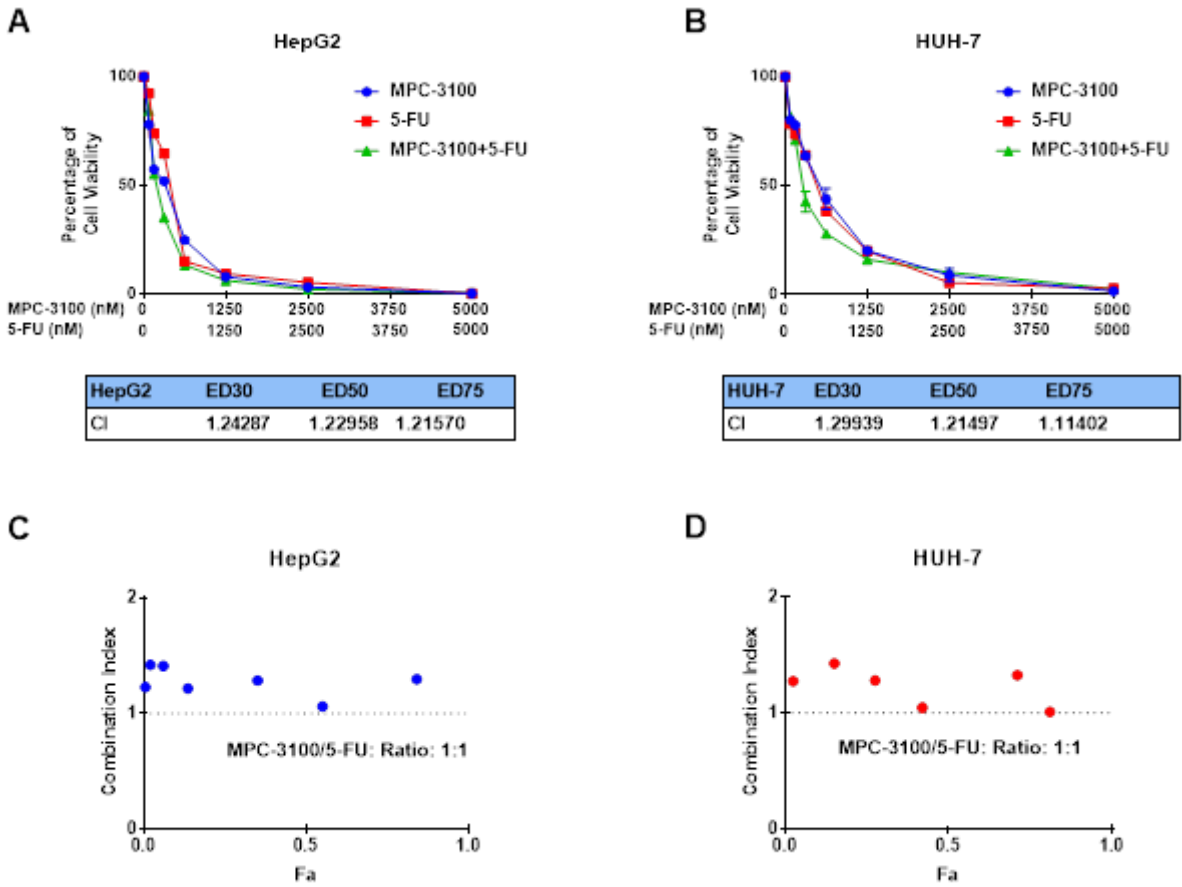 A
HepG2
100
50
0
Percentage of
Cell Viability
MPC-3100
5-FU
MPC-3100+5-FU
MPC-3100 (nM) 0 1250 2500 3750 5000
5-FU (nM) 0 1250 2500 3750 5000
HepG2 ED30 ED50 ED75
CI 1.24287 1.22958 1.21570
B
HUH-7
100
50
0
Percentage of
Cell Viability
MPC-3100
5-FU
MPC-3100+5-FU
MPC-3100 (nM) 0 1250 2500 3750 5000
5-FU (nM) 0 1250 2500 3750 5000
HUH-7 ED30 ED50 ED75
CI 1.29939 1.21497 1.11402
C
HepG2
2
1
0
Combination Index
MPC-3100/5-FU: Ratio: 1:1
0.0 0.5 1.0
Fa
D
HUH-7
2
1
0
Combination Index
MPC-3100/5-FU: Ratio: 1:1
0.0 0.5 1.0
Fa